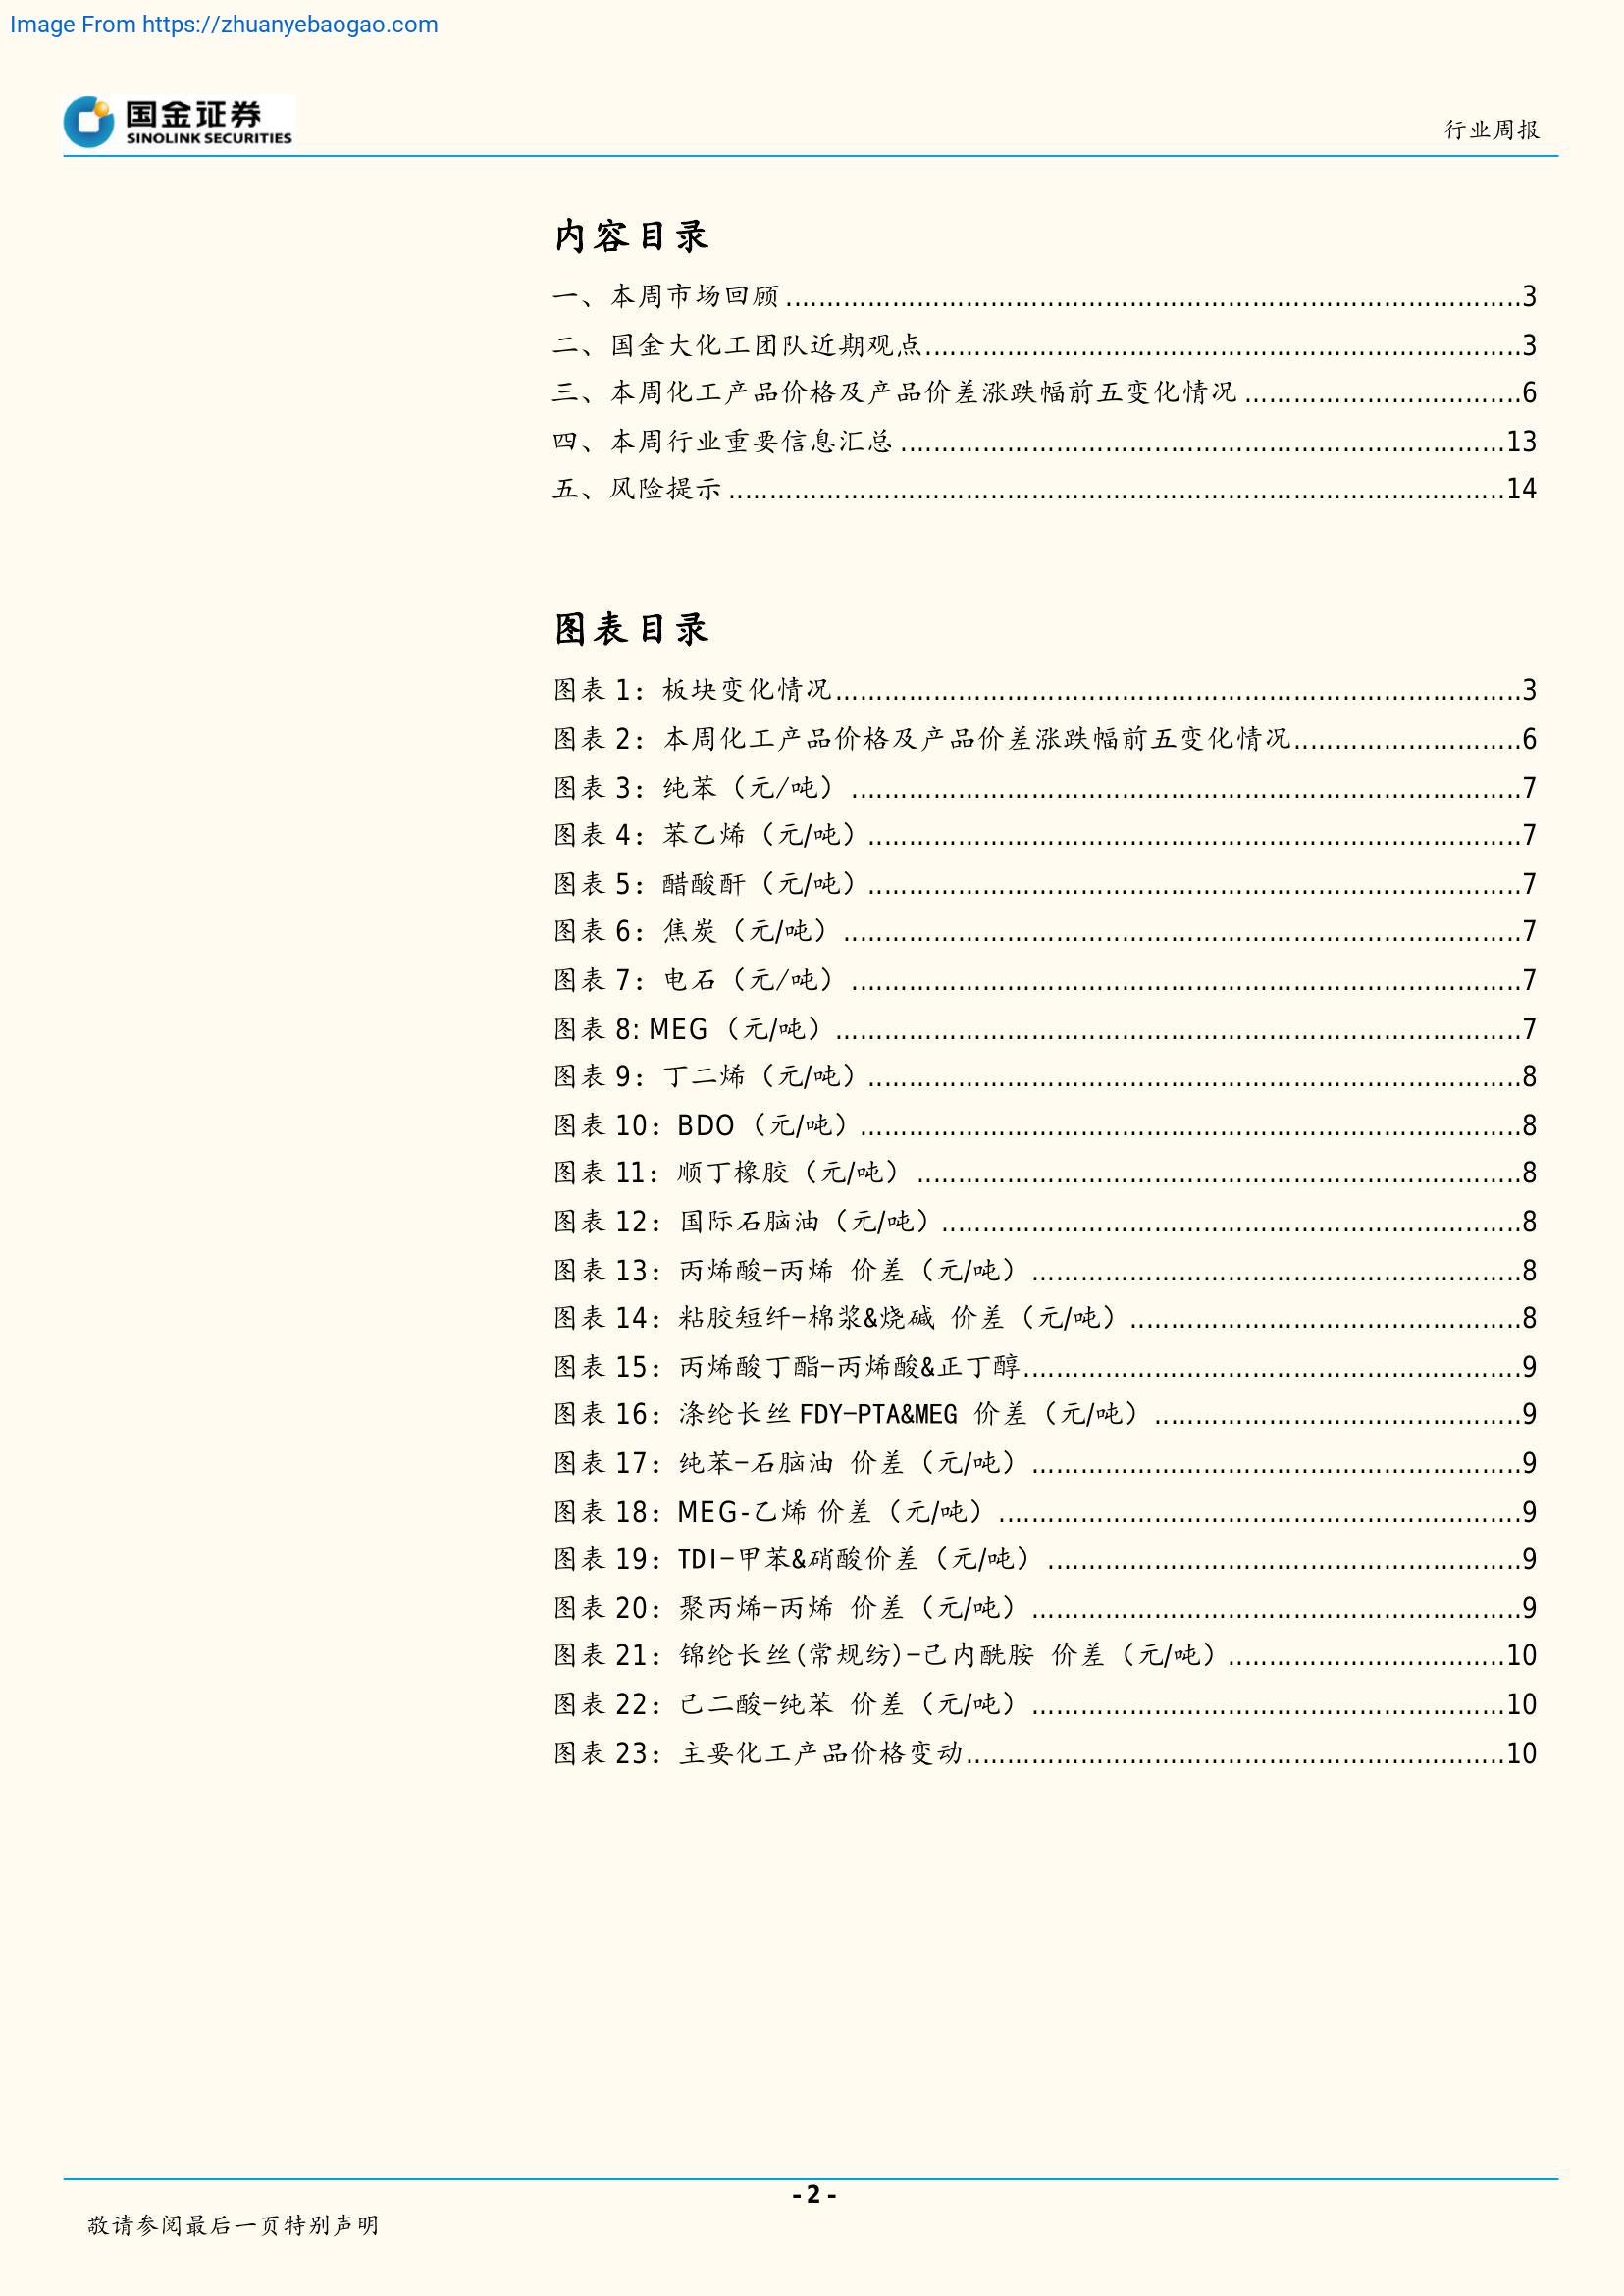 Image From https://zhuanyebaogao.com
国金证券
SINOLINK SECURITIES
行业周报
内容目录
一、本周市场回顾....................3
二、国金大化工团队近期观点....................3
三、本周化工产品价格及产品价差涨跌幅前五变化情况....................6
四、本周行业重要信息汇总....................13
五、风险提示....................14
图表目录
图表 1：板块变化情况....................3
图表 2：本周化工产品价格及产品价差涨跌幅前五变化情况....................6
图表 3：纯苯（元/吨）....................7
图表 4：苯乙烯（元/吨）....................7
图表 5：醋酸酐（元/吨）....................7
图表 6：焦炭（元/吨）....................7
图表 7：电石（元/吨）....................7
图表 8: MEG（元/吨）....................7
图表 9：丁二烯（元/吨）....................8
图表 10：BDO（元/吨）....................8
图表 11：顺丁橡胶（元/吨）....................8
图表 12：国际石脑油（元/吨）....................8
图表 13：丙烯酸-丙烯 价差（元/吨）....................8
图表 14：粘胶短纤-棉浆&烧碱 价差（元/吨）....................8
图表 15：丙烯酸丁酯-丙烯酸&正丁醇....................9
图表 16：涤纶长丝 FDY-PTA&MEG 价差（元/吨）....................9
图表 17：纯苯-石脑油 价差（元/吨）....................9
图表 18：MEG-乙烯 价差（元/吨）....................9
图表 19：TDI-甲苯&硝酸价差（元/吨）....................9
图表 20：聚丙烯-丙烯 价差（元/吨）....................9
图表 21：锦纶长丝(常规纺)-己内酰胺 价差（元/吨）....................10
图表 22：己二酸-纯苯 价差（元/吨）....................10
图表 23：主要化工产品价格变动....................10
- 2 -
敬请参阅最后一页特别声明